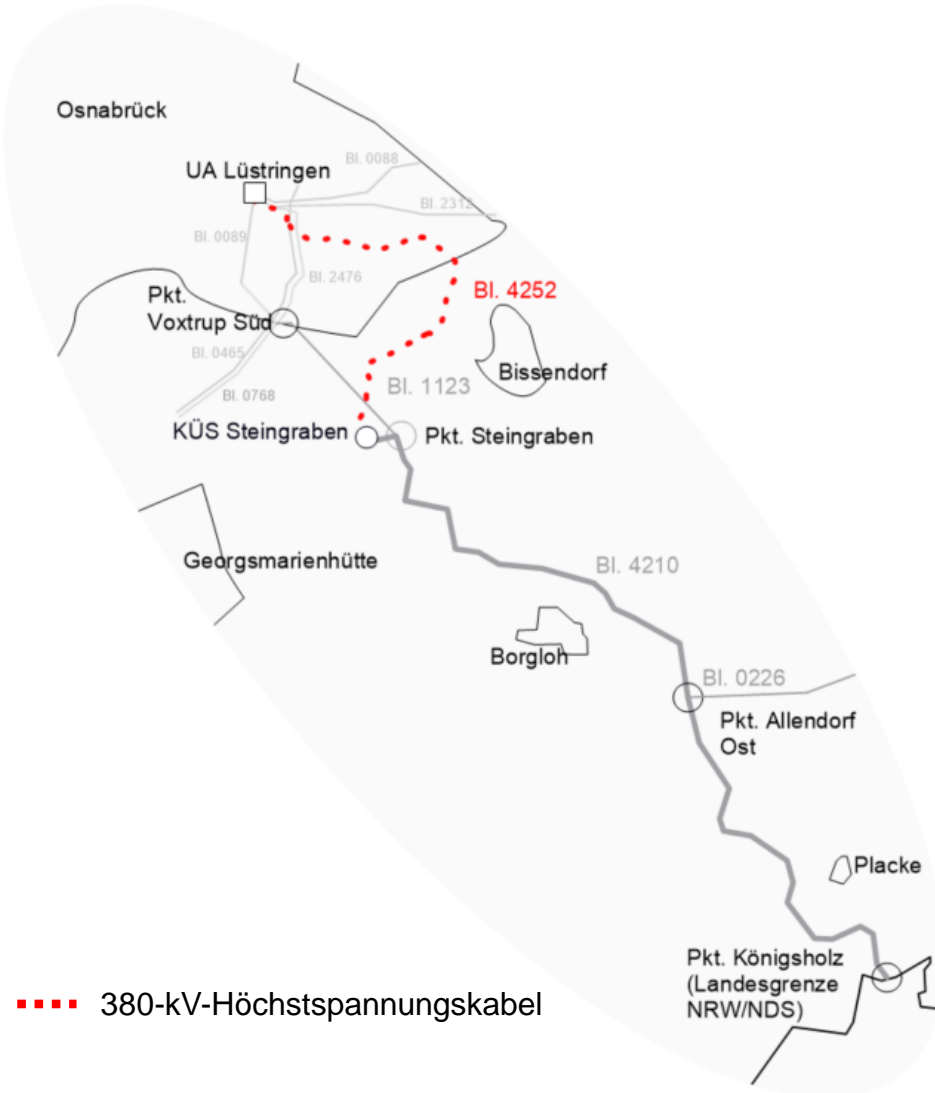 Osnabrück
Bl. 0088
UA Lüstringen
Bl. 2312
Bl. 0089
Bl. 2476
Bl. 4252
Pkt.
Voxtrup Süd
Bl. 0465
Bissendorf
Bl. 1123
Bl. 0768
KÜS Steingraben
Pkt. Steingraben
Georgsmarienhütte
Bl. 4210
Borgloh
Bl. 0226
Pkt. Allendorf
Ost
Placke
Pkt. Königsholz
(Landesgrenze
NRW/NDS)
380-kV-Höchstspannungskabel